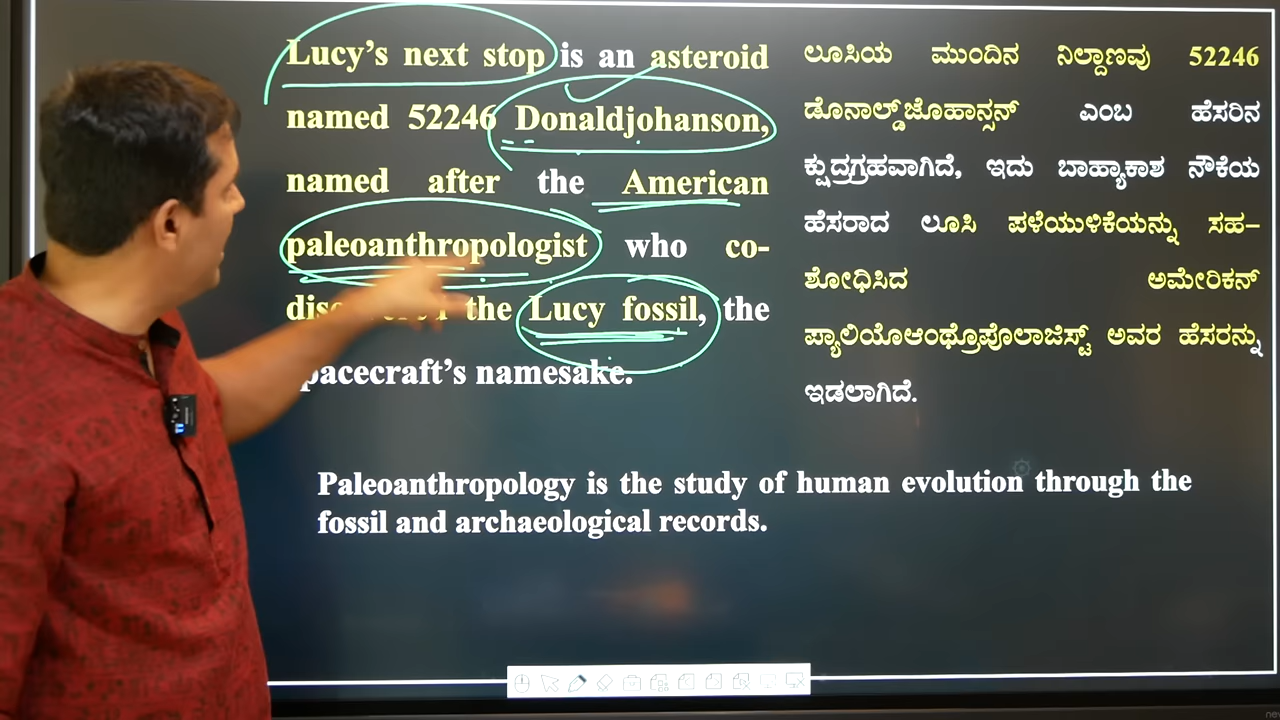 Lucy's next stop is an asteroid
named 52246 Donaldjohanson,
named after the American
paleoanthropologist who co-
the Lucy fossil, the
pacecraft's namesake.
ಲೂಸಿಯ ಮುಂದಿನ ನಿಲ್ದಾಣವು 52246
ಡೊನಾಲ್ಡ್‌ಜೊಹಾನ್ಸನ್ ಎಂಬ ಹೆಸರಿನ
ಕ್ಷುದ್ರಗ್ರಹವಾಗಿದೆ, ಇದು ಬಾಹ್ಯಾಕಾಶ ನೌಕೆಯ
ಹೆಸರಾದ ಲೂಸಿ ಪಳೆಯುಳಿಕೆಯನ್ನು ಸಹ-
ಶೋಧಿಸಿದ ಅಮೇರಿಕನ್
ಪ್ಯಾಲಿಯೊಆಂಥ್ರೊಪೊಲಾಜಿಸ್ಟ್ ಅವರ ಹೆಸರನ್ನು
ಇಡಲಾಗಿದೆ.
Paleoanthropology is the study of human evolution through the
fossil and archaeological records.